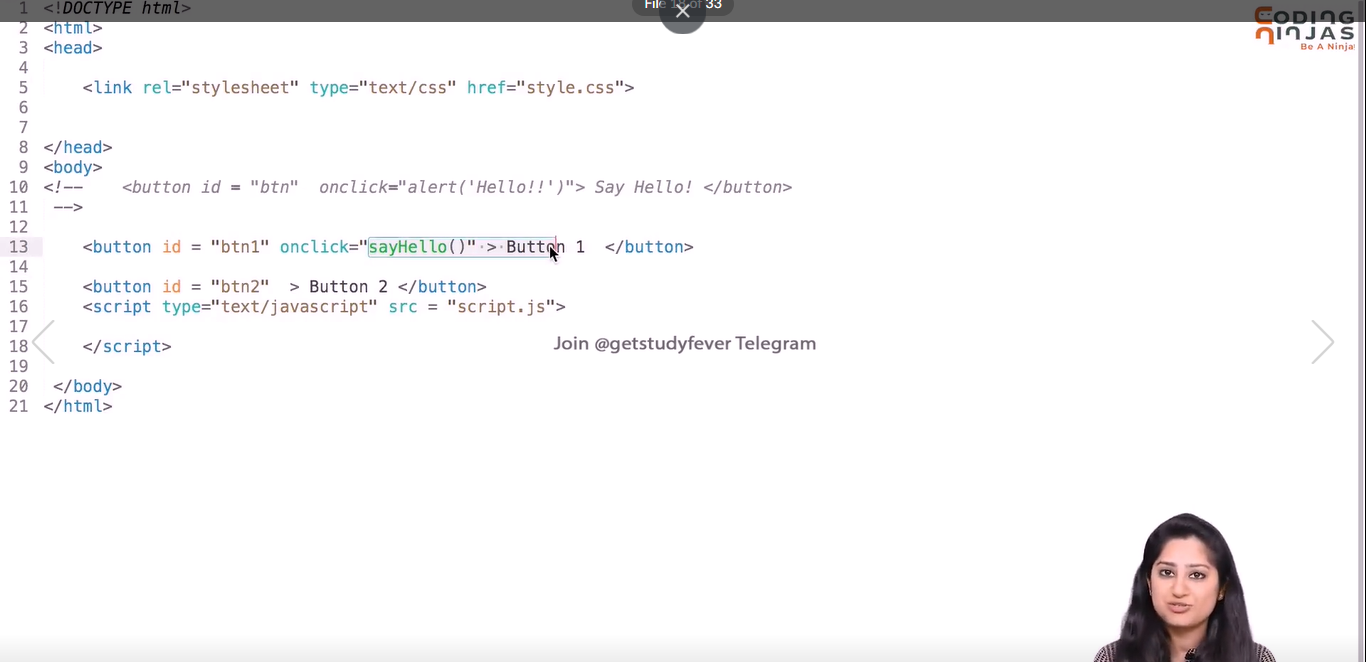 File 18 of 33
CODING
NINJAS
Be A Ninja!
1 <!DOCTYPE html>
2 <html>
3 <head>
4
5 <link rel="stylesheet" type="text/css" href="style.css">
6
7
8 </head>
9 <body>
10 <!-- <button id = "btn" onclick="alert('Hello!!')"> Say Hello! </button>
11 -->
12
13 <button id = "btn1" onclick="sayHello()" > Button 1 </button>
14
15 <button id = "btn2" > Button 2 </button>
16 <script type="text/javascript" src = "script.js">
17
Join @getstudyfever Telegram
18 </script>
19
20 </body>
21 </html>